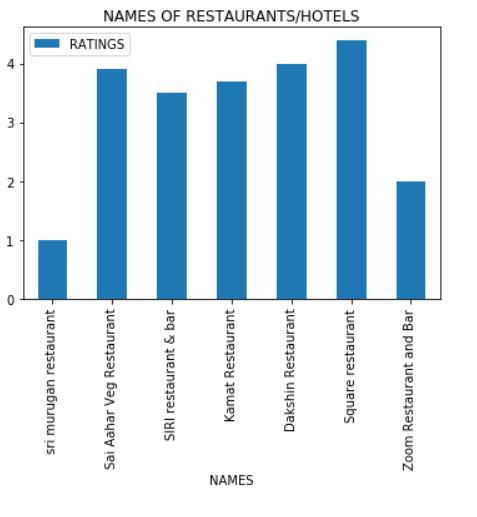 NAMES OF RESTAURANTS/HOTELS
RATINGS
4
3
2
1
0
sri murugan restaurant
Sai Aahar Veg Restaurant
SIRI restaurant & bar
Kamat Restaurant
Dakshin Restaurant
Square restaurant
Zoom Restaurant and Bar
NAMES